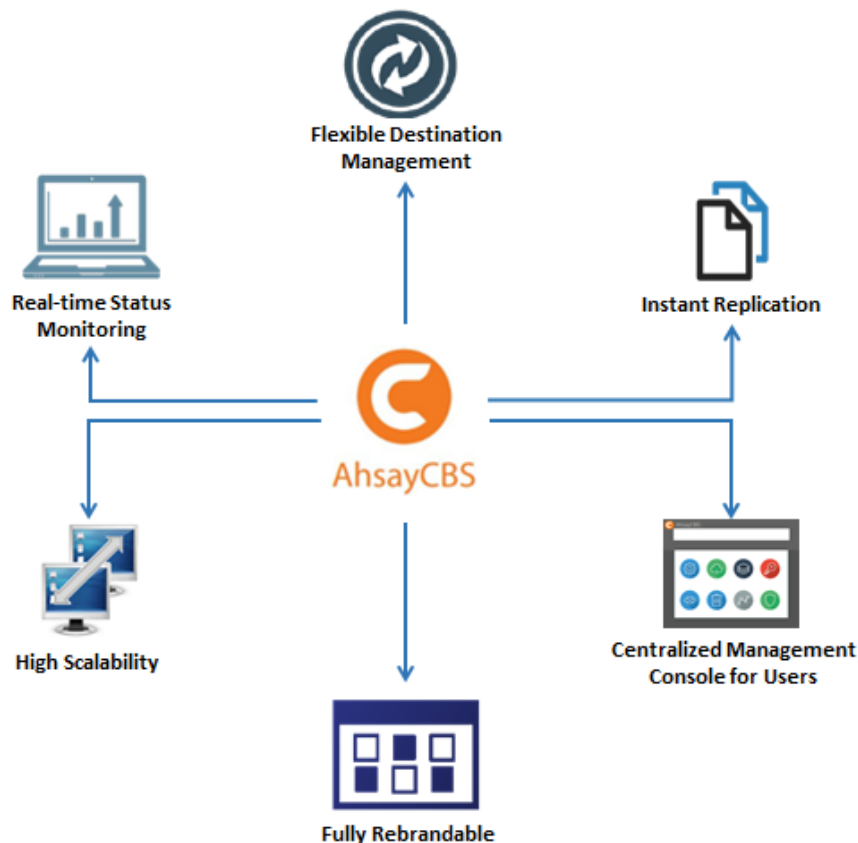 Flexible Destination
Management
Real-time Status
Monitoring
Instant Replication
AhsayCBS
High Scalability
Centralized Management
Console for Users
Fully Rebrandable